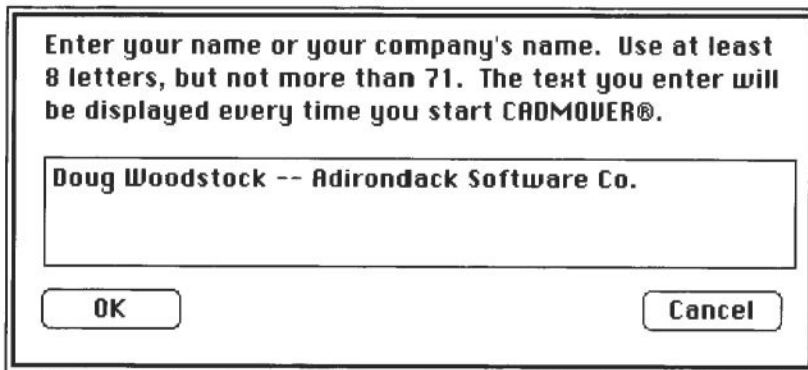 Enter your name or your company's name.  Use at least
8 letters, but not more than 71.  The text you enter will
be displayed every time you start CADMOVER®.
Doug Woodstock -- Adirondack Software Co.
OK
Cancel